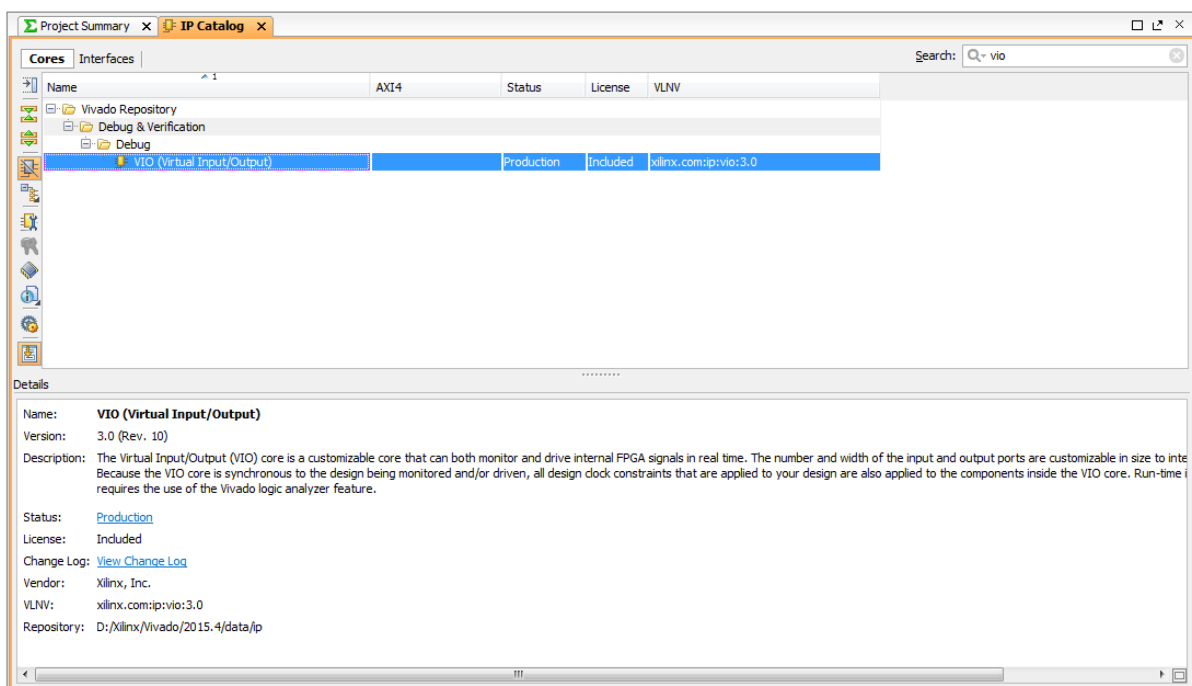 Project Summary × IP Catalog ×
Cores Interfaces Search: vio
Name 1 AXI4 Status License VLNV
Vivado Repository
Debug & Verification
Debug
VIO (Virtual Input/Output) Production Included xilinx.com:ip:vio:3.0
Details
Name: VIO (Virtual Input/Output)
Version: 3.0 (Rev. 10)
Description: The Virtual Input/Output (VIO) core is a customizable core that can both monitor and drive internal FPGA signals in real time. The number and width of the input and output ports are customizable in size to inte
Because the VIO core is synchronous to the design being monitored and/or driven, all design clock constraints that are applied to your design are also applied to the components inside the VIO core. Run-time i
requires the use of the Vivado logic analyzer feature.
Status: Production
License: Included
Change Log: View Change Log
Vendor: Xilinx, Inc.
VLNV: xilinx.com:ip:vio:3.0
Repository: D:/Xilinx/Vivado/2015.4/data/ip